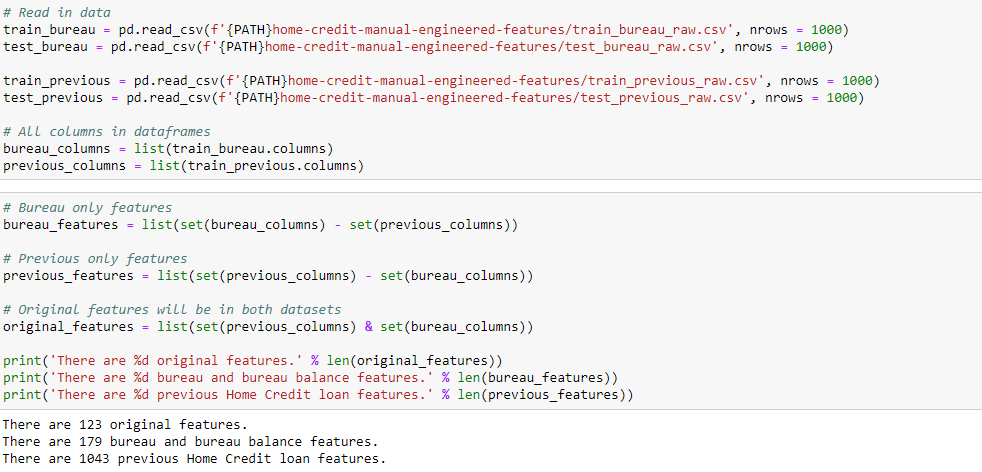 # Read in data
train_bureau = pd.read_csv(f'{PATH}home-credit-manual-engineered-features/train_bureau_raw.csv', nrows = 1000)
test_bureau = pd.read_csv(f'{PATH}home-credit-manual-engineered-features/test_bureau_raw.csv', nrows = 1000)
train_previous = pd.read_csv(f'{PATH}home-credit-manual-engineered-features/train_previous_raw.csv', nrows = 1000)
test_previous = pd.read_csv(f'{PATH}home-credit-manual-engineered-features/test_previous_raw.csv', nrows = 1000)
# All columns in dataframes
bureau_columns = list(train_bureau.columns)
previous_columns = list(train_previous.columns)
# Bureau only features
bureau_features = list(set(bureau_columns) - set(previous_columns))
# Previous only features
previous_features = list(set(previous_columns) - set(bureau_columns))
# Original features will be in both datasets
original_features = list(set(previous_columns) & set(bureau_columns))
print('There are %d original features.' % len(original_features))
print('There are %d bureau and bureau balance features.' % len(bureau_features))
print('There are %d previous Home Credit loan features.' % len(previous_features))
There are 123 original features.
There are 179 bureau and bureau balance features.
There are 1043 previous Home Credit loan features.